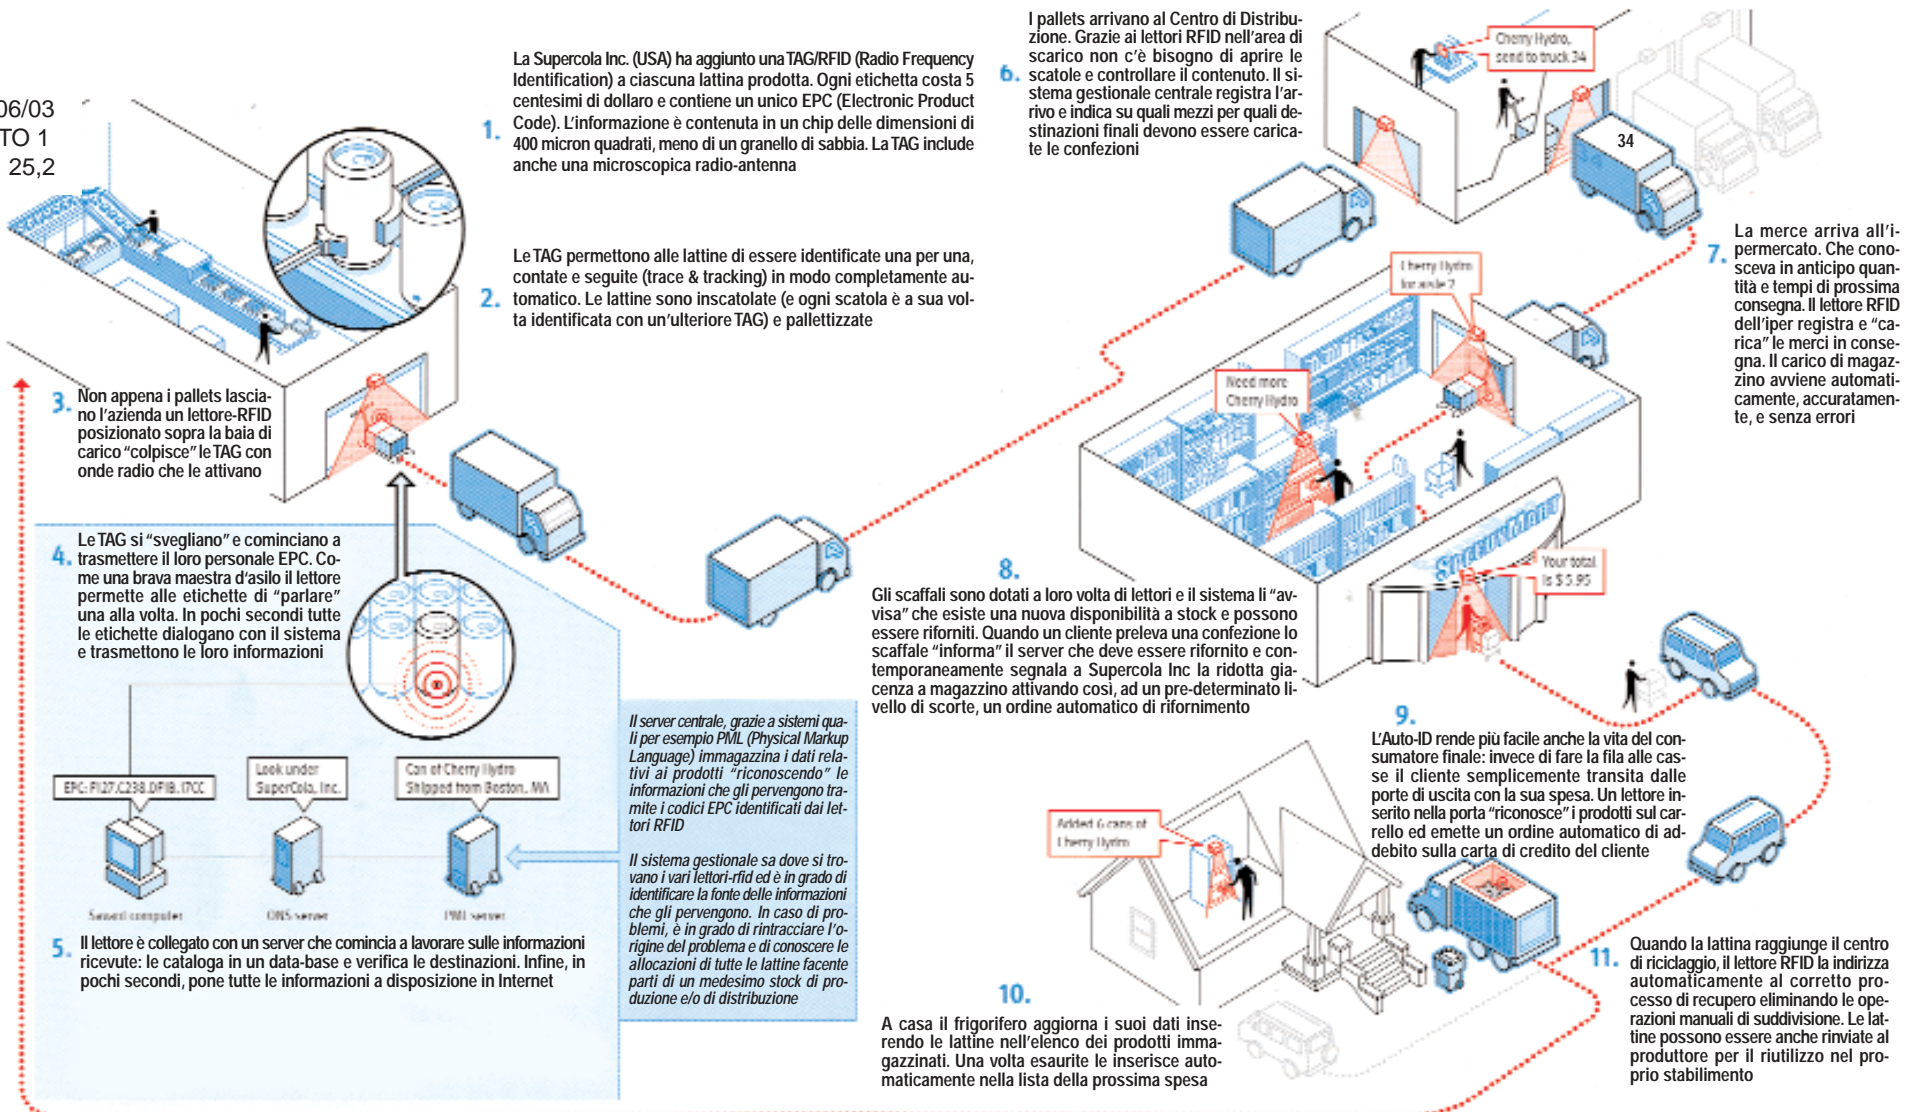 06/03
TO 1
25,2
1.
La Supercola Inc. (USA) ha aggiunto una TAG/RFID (Radio Frequency
Identification) a ciascuna lattina prodotta. Ogni etichetta costa 5
centesimi di dollaro e contiene un unico EPC (Electronic Product
Code). L'informazione è contenuta in un chip delle dimensioni di
400 micron quadrati, meno di un granello di sabbia. La TAG include
anche una microscopica radio-antenna
2.
Le TAG permettono alle lattine di essere identificate una per una,
contate e seguite (trace & tracking) in modo completamente au-
tomatico. Le lattine sono inscatolate (e ogni scatola è a sua vol-
ta identificata con un'ulteriore TAG) e pallettizzate
3.
Non appena i pallets lascia-
no l'azienda un lettore-RFID
posizionato sopra la baia di
carico "colpisce" le TAG con
onde radio che le attivano
4.
Le TAG si "svegliano" e cominciano a
trasmettere il loro personale EPC. Co-
me una brava maestra d'asilo il lettore
permette alle etichette di "parlare"
una alla volta. In pochi secondi tutte
le etichette dialogano con il sistema
e trasmettono le loro informazioni
EPC: F127.C238.DF1B.17CC
Look under
SuperCola, Inc.
Can of Cherry Hydro
Shipped from Boston, MA
Savant computer
ONS server
PML server
5.
Il lettore è collegato con un server che comincia a lavorare sulle informazioni
ricevute: le cataloga in un data-base e verifica le destinazioni. Infine, in
pochi secondi, pone tutte le informazioni a disposizione in Internet
Il server centrale, grazie a sistemi qua-
li per esempio PML (Physical Markup
Language) immagazzina i dati rela-
tivi ai prodotti "riconoscendo" le
informazioni che gli pervengono tra-
mite i codici EPC identificati dai let-
tori RFID
Il sistema gestionale sa dove si tro-
vano i vari lettori-rfid ed è in grado di
identificare la fonte delle informazioni
che gli pervengono. In caso di pro-
blemi, è in grado di rintracciare l'o-
rigine del problema e di conoscere le
allocazioni di tutte le lattine facente
parti di un medesimo stock di pro-
duzione e/o di distribuzione
6.
I pallets arrivano al Centro di Distribu-
zione. Grazie ai lettori RFID nell'area di
scarico non c'è bisogno di aprire le
scatole e controllare il contenuto. Il si-
stema gestionale centrale registra l'ar-
rivo e indica su quali mezzi per quali de-
stinazioni finali devono essere carica-
te le confezioni
Cherry Hydro,
send to truck 34
34
7.
La merce arriva all'i-
permercato. Che cono-
sceva in anticipo quan-
tità e tempi di prossima
consegna. Il lettore RFID
dell'iper registra e "ca-
rica" le merci in conse-
gna. Il carico di magaz-
zino avviene automati-
camente, accuratamen-
te, e senza errori
Cherry Hydro
for aisle 7
Need more
Cherry Hydro
SpeedyMart
Your total
is $5.95
8.
Gli scaffali sono dotati a loro volta di lettori e il sistema li "av-
visa" che esiste una nuova disponibilità a stock e possono
essere riforniti. Quando un cliente preleva una confezione lo
scaffale "informa" il server che deve essere rifornito e con-
temporaneamente segnala a Supercola Inc la ridotta gia-
cenza a magazzino attivando così, ad un pre-determinato li-
vello di scorte, un ordine automatico di rifornimento
9.
L'Auto-ID rende più facile anche la vita del con-
sumatore finale: invece di fare la fila alle cas-
se il cliente semplicemente transita dalle
porte di uscita con la sua spesa. Un lettore in-
serito nella porta "riconosce" i prodotti sul car-
rello ed emette un ordine automatico di ad-
debito sulla carta di credito del cliente
Added 6 cans of
Cherry Hydro
10.
A casa il frigorifero aggiorna i suoi dati inse-
rendo le lattine nell'elenco dei prodotti imma-
gazzinati. Una volta esaurite le inserisce auto-
maticamente nella lista della prossima spesa
11.
Quando la lattina raggiunge il centro
di riciclaggio, il lettore RFID la indirizza
automaticamente al corretto pro-
cesso di recupero eliminando le ope-
razioni manuali di suddivisione. Le lat-
tine possono essere anche rinviate al
produttore per il riutilizzo nel pro-
prio stabilimento